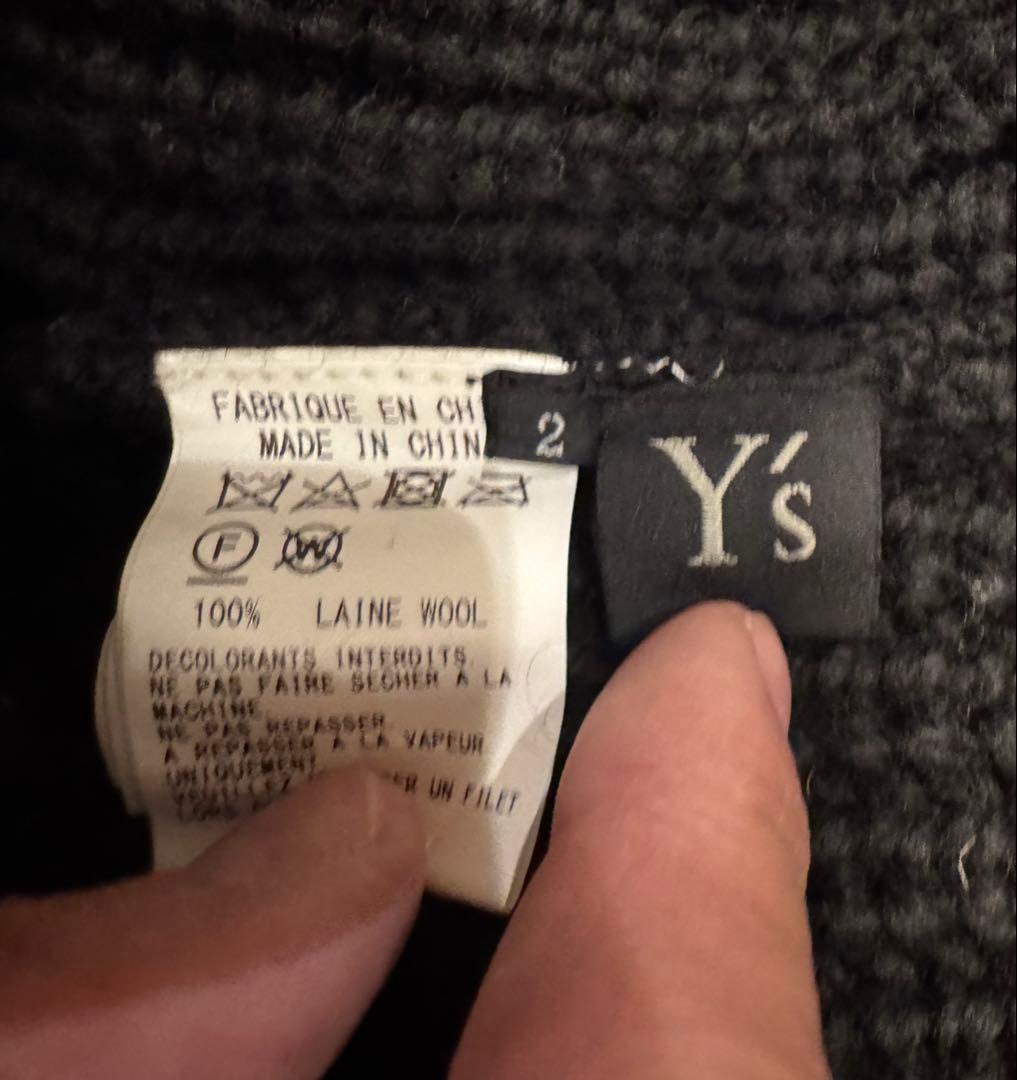 FABRIQUE EN CH
MADE IN CHIN
2
Y's
F
W
100% LAINE WOOL
DECOLORANTS INTERDITS.
NE PAS FAIRE SECHER A LA
MACHINE
NE PAS REPASSER
A REPASSER A LA VAPEUR
UNIQUEMENT
UN FILET